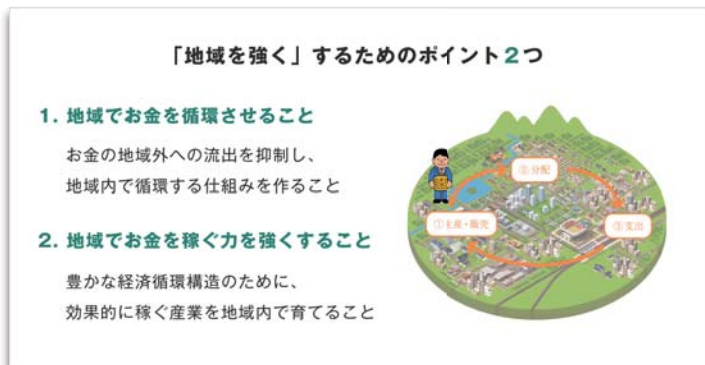 「地域を強く」するためのポイント2つ
1. 地域でお金を循環させること
お金の地域外への流出を抑制し、
地域内で循環する仕組みを作ること
2. 地域でお金を稼ぐ力を強くすること
豊かな経済循環構造のために、
効果的に稼ぐ産業を地域内で育てること
②分配
①生産・販売
③支出